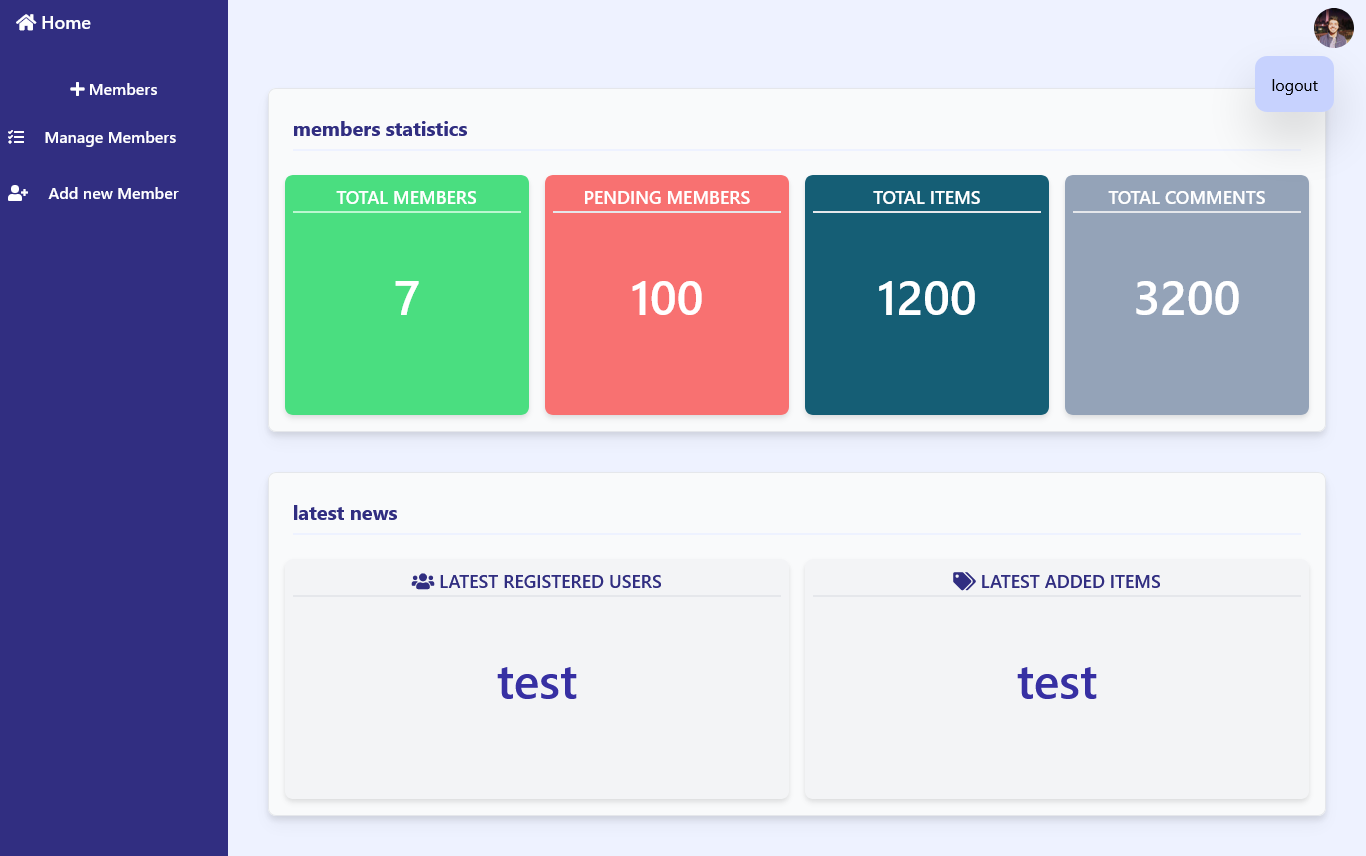 Home
Members
Manage Members
Add new Member
logout
members statistics
TOTAL MEMBERS
7
PENDING MEMBERS
100
TOTAL ITEMS
1200
TOTAL COMMENTS
3200
latest news
LATEST REGISTERED USERS
test
LATEST ADDED ITEMS
test